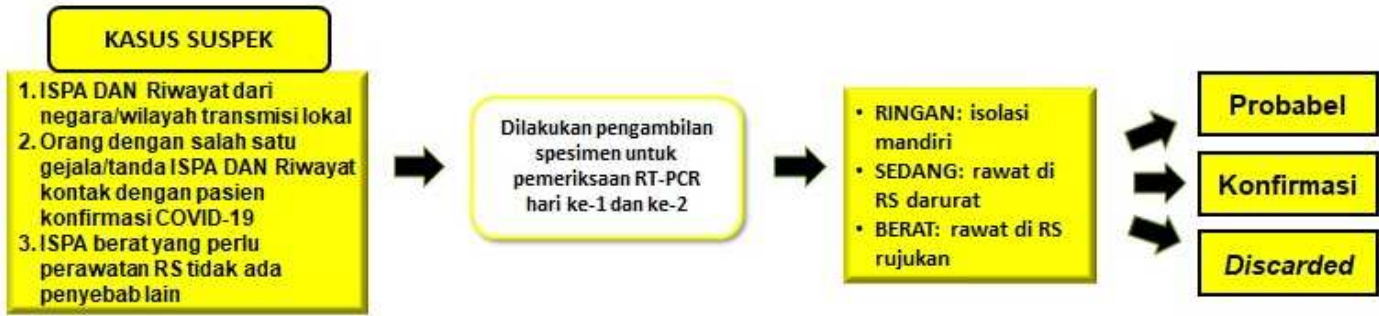 KASUS SUSPEK
1. ISPA DAN Riwayat dari
negara/wilayah transmisi lokal
2. Orang dengan salah satu
gejala/tanda ISPA DAN Riwayat
kontak dengan pasien
konfirmasi COVID-19
3. ISPA berat yang perlu
perawatan RS tidak ada
penyebab lain
Dilakukan pengambilan
spesimen untuk
pemeriksaan RT-PCR
hari ke-1 dan ke-2
• RINGAN: isolasi
mandiri
• SEDANG: rawat di
RS darurat
• BERAT: rawat di RS
rujukan
Probabel
Konfirmasi
Discarded